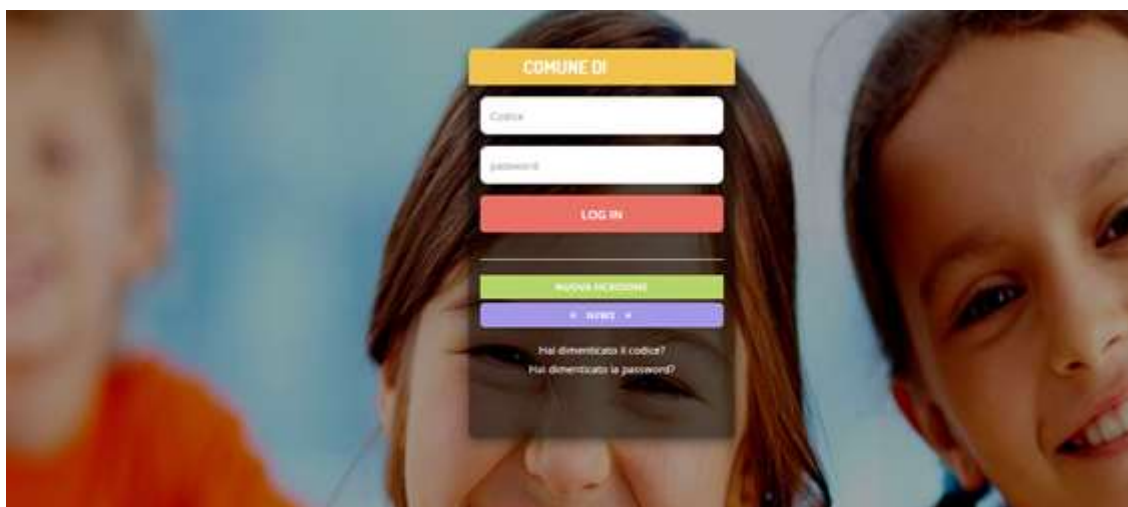 COMUNE DI
Codice
password
LOG IN
NUOVA ISCRIZIONE
NEWS
Hai dimenticato il codice?
Hai dimenticato la password?